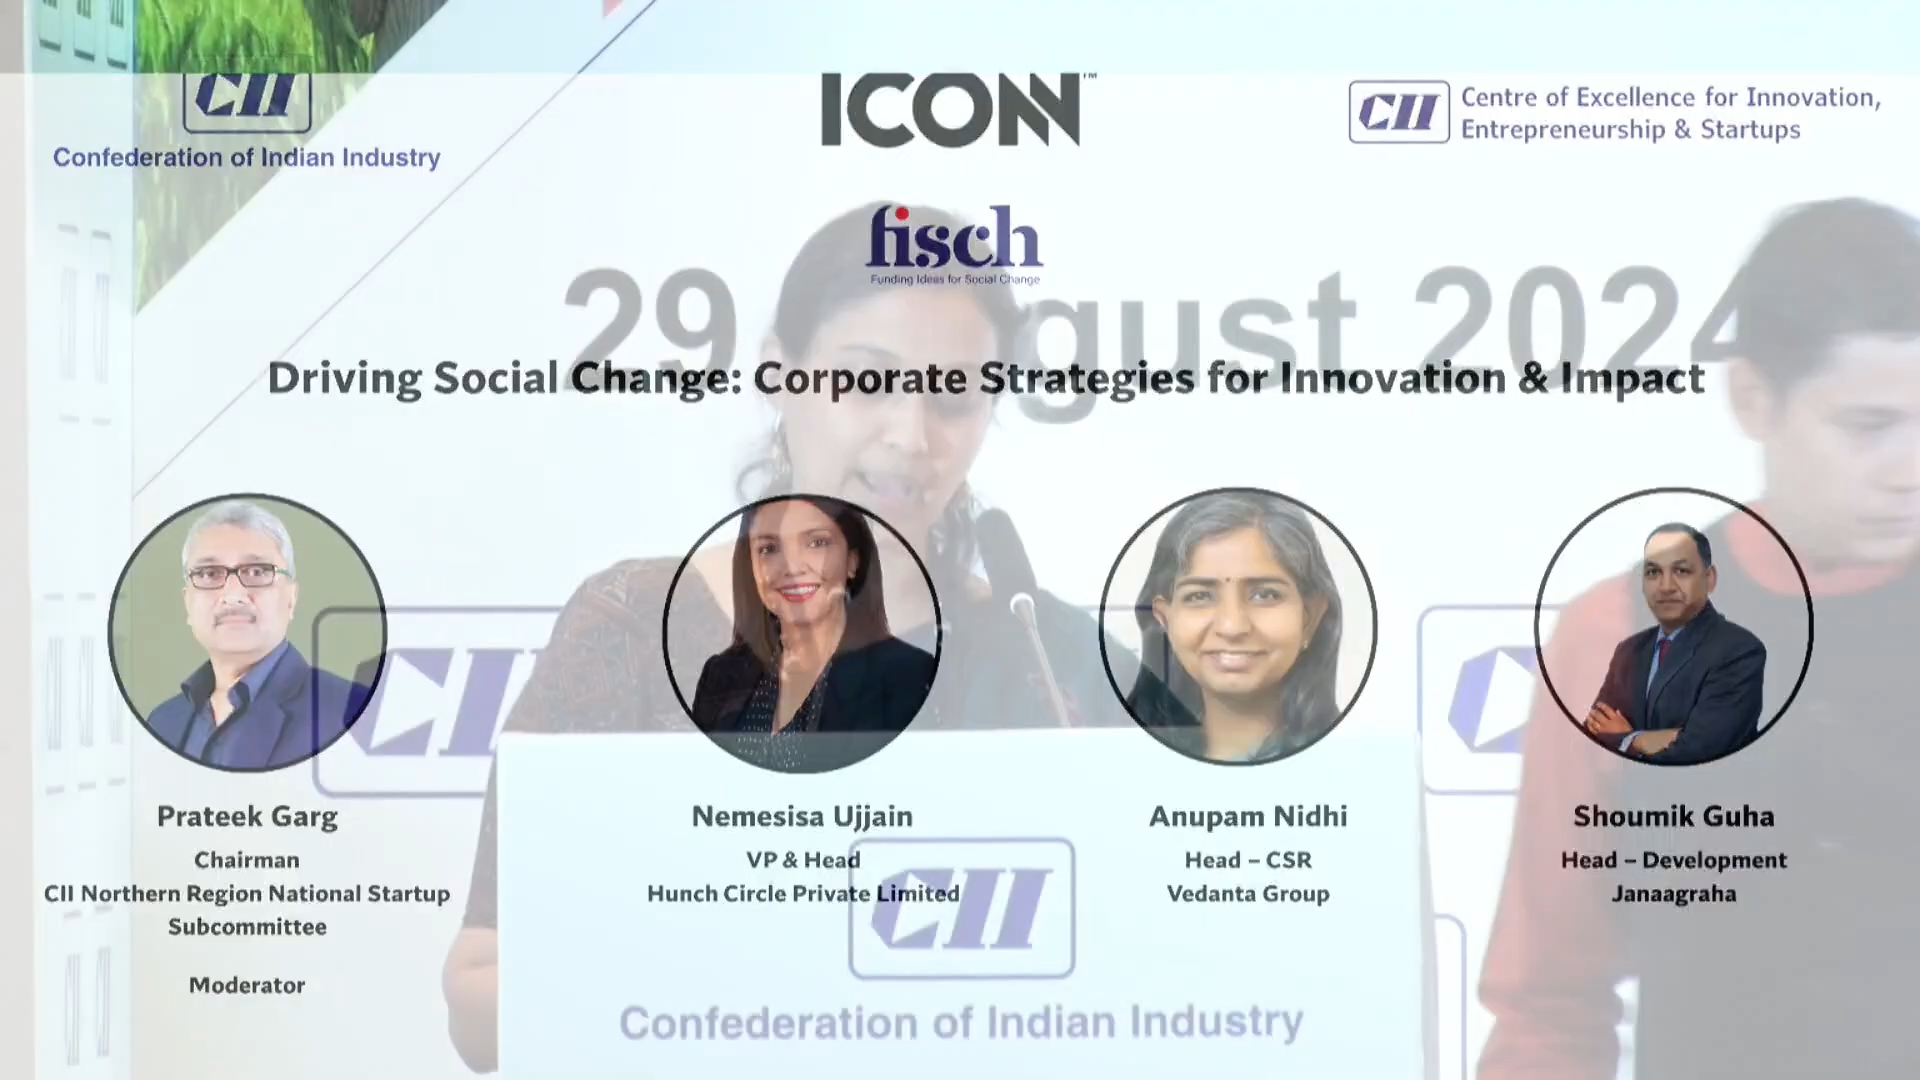 CII
Confederation of Indian Industry
ICONN™
CII
Centre of Excellence for Innovation,
Entrepreneurship & Startups
fisch
Funding Ideas for Social Change
29 August 2024
Driving Social Change: Corporate Strategies for Innovation & Impact
CII
Prateek Garg
Chairman
CII Northern Region National Startup
Subcommittee
Moderator
Nemesisa Ujjain
VP & Head
Hunch Circle Private Limited
Anupam Nidhi
Head – CSR
Vedanta Group
Shoumik Guha
Head – Development
Janaagraha
CII
Confederation of Indian Industry